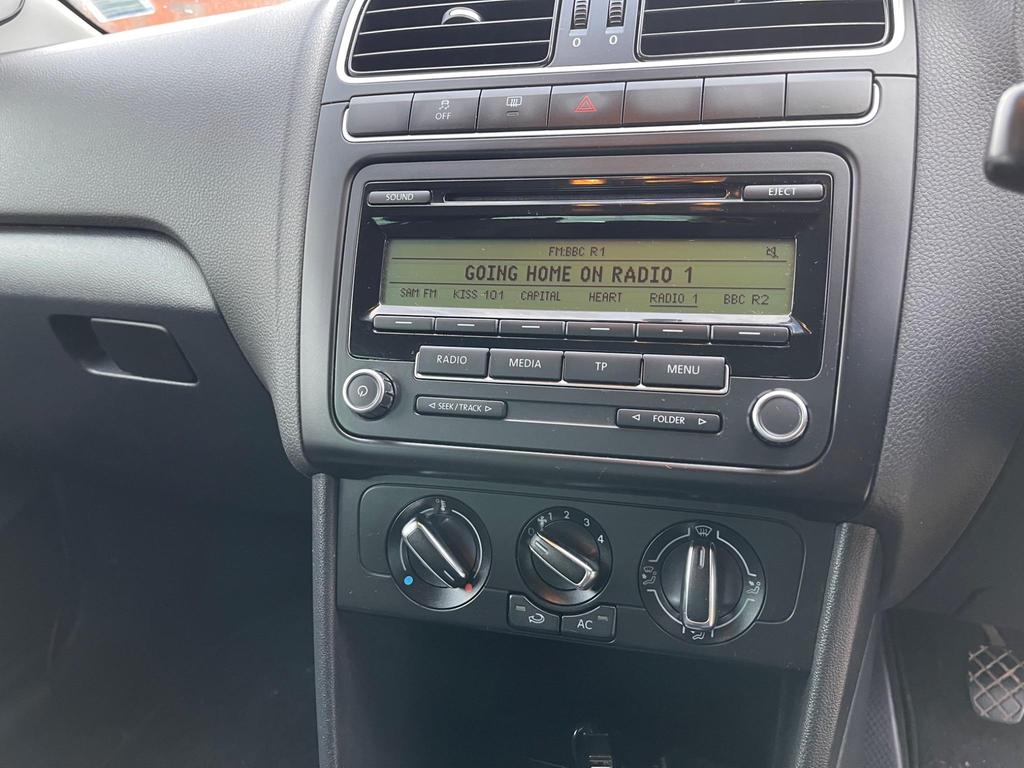 0 0
OFF
SOUND EJECT
FM:BBC R1
GOING HOME ON RADIO 1
SAM FM KISS 101 CAPITAL HEART RADIO 1 BBC R2
RADIO MEDIA TP MENU
SEEK/TRACK FOLDER
0 1 2 3 4
AC